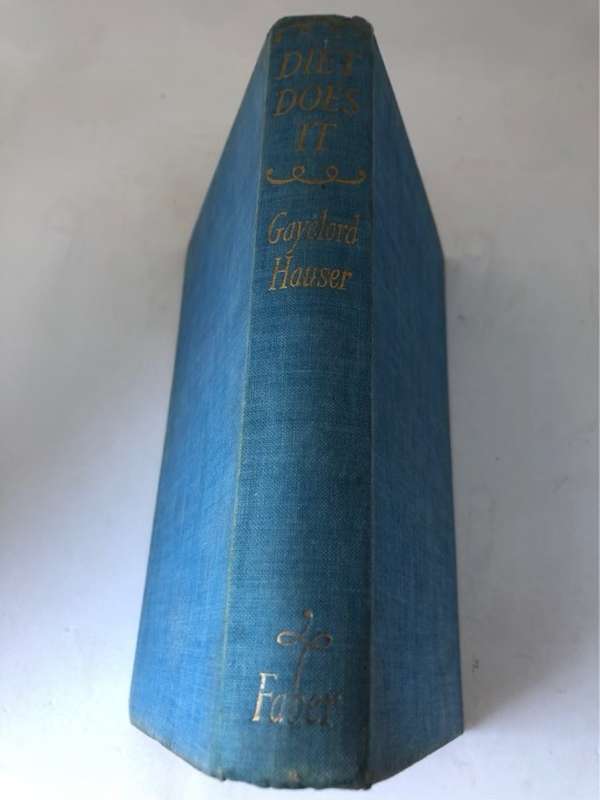 DIET
DOES
IT
Gayelord
Hauser
Faber